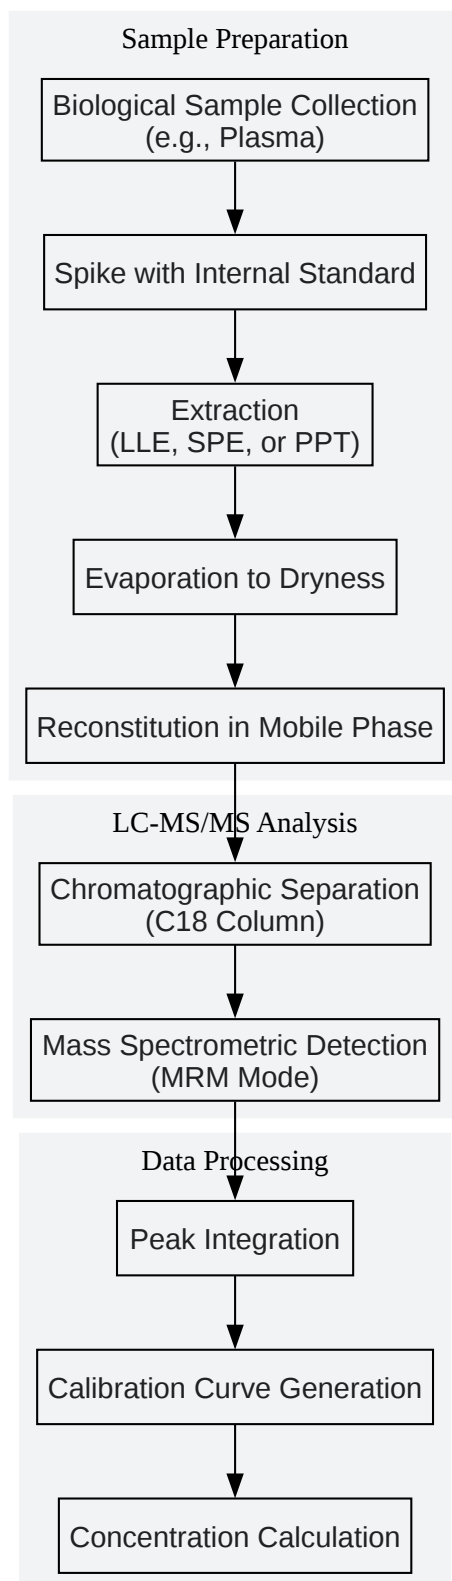 Sample Preparation
Biological Sample Collection
(e.g., Plasma)
Spike with Internal Standard
Extraction
(LLE, SPE, or PPT)
Evaporation to Dryness
Reconstitution in Mobile Phase
LC-MS/MS Analysis
Chromatographic Separation
(C18 Column)
Mass Spectrometric Detection
(MRM Mode)
Data Processing
Peak Integration
Calibration Curve Generation
Concentration Calculation